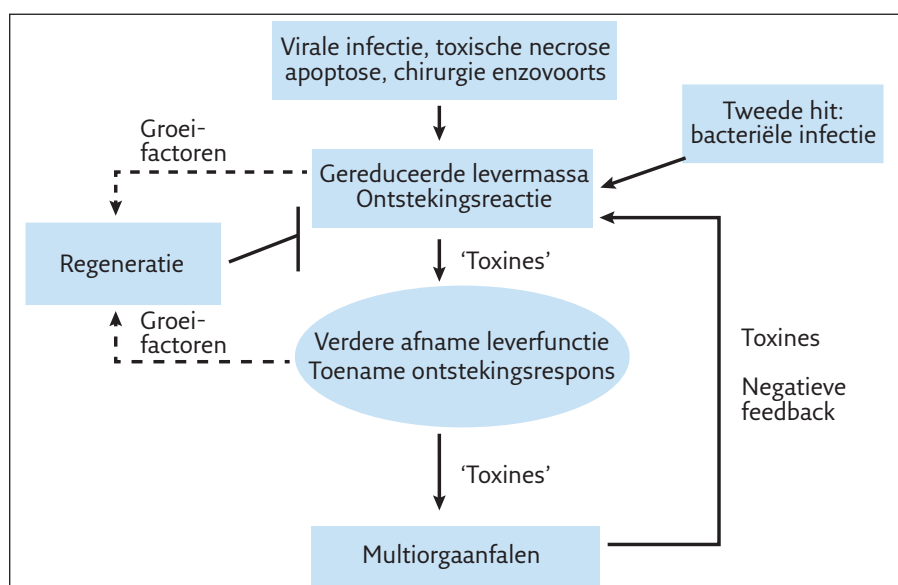 Virale infectie, toxische necrose
apoptose, chirurgie enzovoorts
Tweede hit:
bacteriële infectie
Groei-
factoren
Gereduceerde levermassa
Ontstekingsreactie
Regeneratie
'Toxines'
Groei-
factoren
Verdere afname leverfunctie
Toename ontstekingsrespons
Toxines
Negatieve
feedback
'Toxines'
Multiorgaanfalen